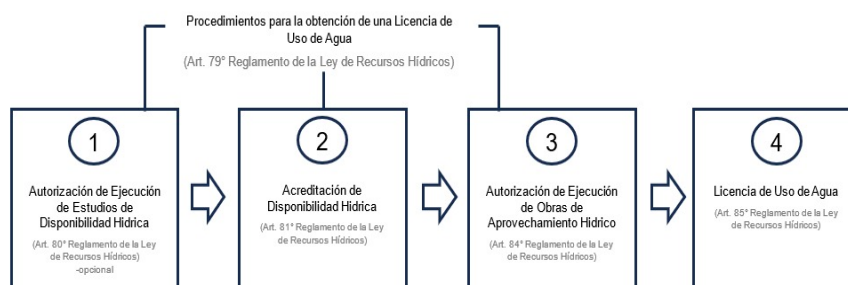 Procedimientos para la obtención de una Licencia de
Uso de Agua
(Art. 79° Reglamento de la Ley de Recursos Hídricos)
1
Autorización de Ejecución
de Estudios de
Disponibilidad Hidrica
(Art. 80° Reglamento de la Ley
de Recursos Hídricos)
-opcional
2
Acreditación de
Disponibilidad Hidrica
(Art. 81° Reglamento de la Ley
de Recursos Hídricos)
3
Autorización de Ejecución
de Obras de
Aprovechamiento Hidrico
(Art. 84° Reglamento de la Ley
de Recursos Hídricos)
4
Licencia de Uso de Agua
(Art. 85° Reglamento de la Ley
de Recursos Hídricos)